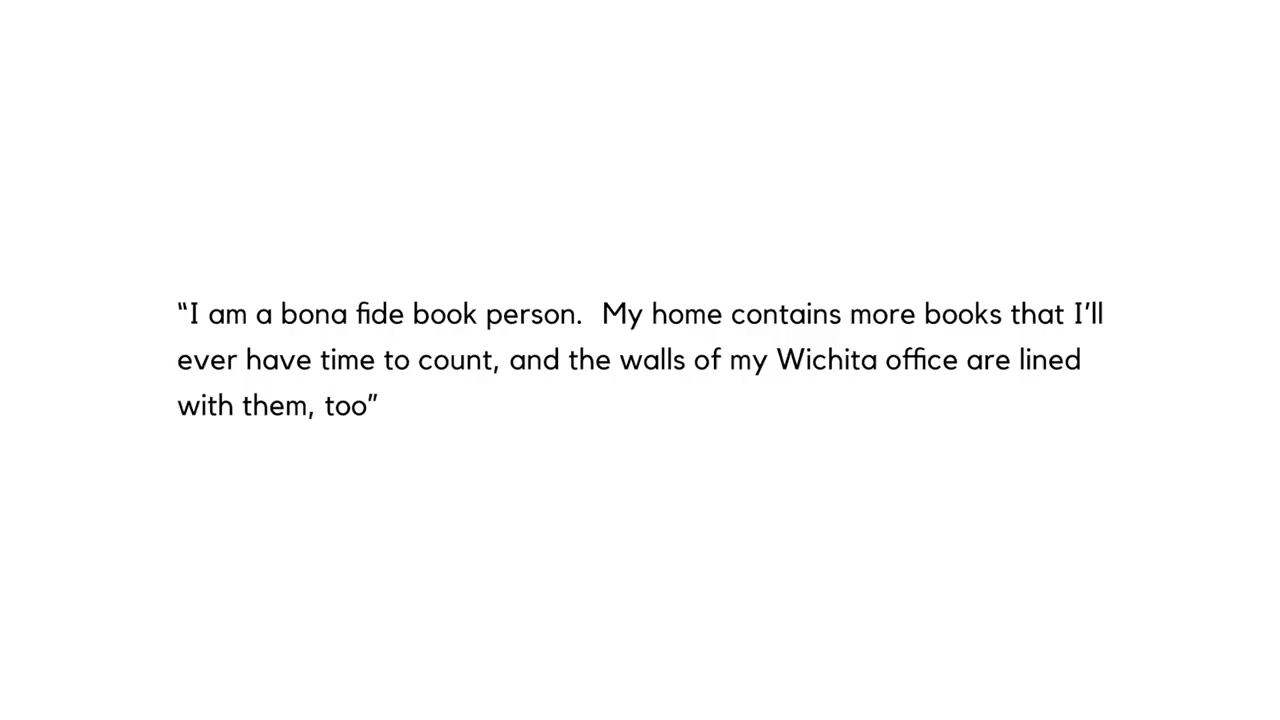 “I am a bona fide book person.  My home contains more books that I’ll
ever have time to count, and the walls of my Wichita office are lined
with them, too”